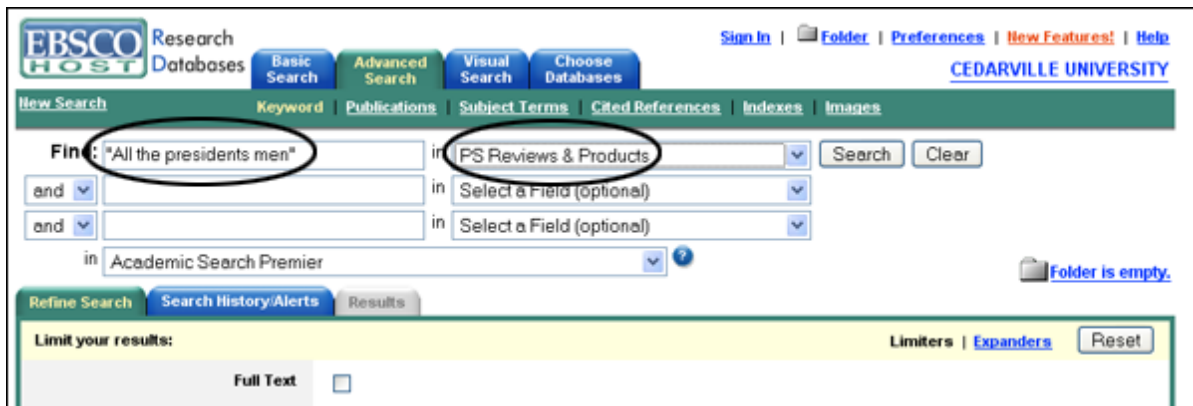 EBSCO Research
HOST Databases
Basic Search
Advanced Search
Visual Search
Choose Databases
Sign In | Folder | Preferences | New Features! | Help
CEDARVILLE UNIVERSITY
New Search Keyword | Publications | Subject Terms | Cited References | Indexes | Images
Find: "All the presidents men" in PS Reviews & Products Search Clear
and in Select a Field (optional)
and in Select a Field (optional)
in Academic Search Premier ?
Folder is empty.
Refine Search Search History/Alerts Results
Limit your results: Limiters | Expanders Reset
Full Text